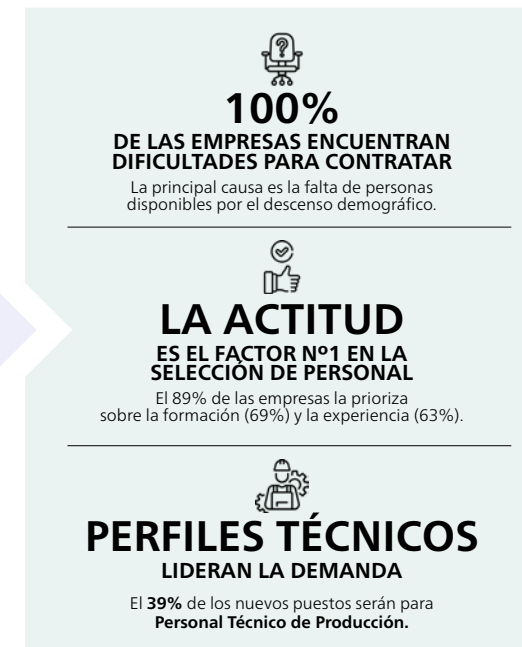 ?
100%
DE LAS EMPRESAS ENCUENTRAN
DIFICULTADES PARA CONTRATAR
La principal causa es la falta de personas
disponibles por el descenso demográfico.
LA ACTITUD
ES EL FACTOR Nº1 EN LA
SELECCIÓN DE PERSONAL
El 89% de las empresas la prioriza
sobre la formación (69%) y la experiencia (63%).
PERFILES TÉCNICOS
LIDERAN LA DEMANDA
El 39% de los nuevos puestos serán para
Personal Técnico de Producción.